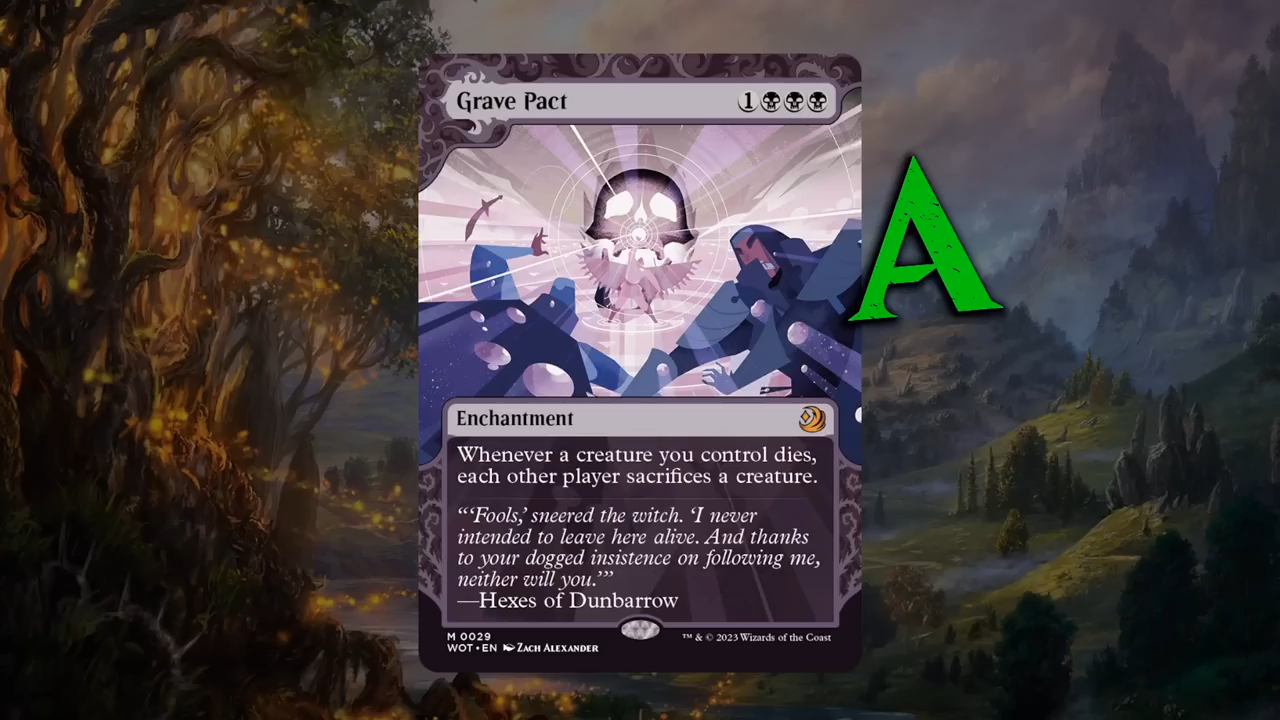 Grave Pact
1
A
Enchantment
Whenever a creature you control dies,
each other player sacrifices a creature.
“‘Fools,’ sneered the witch. ‘I never
intended to leave here alive. And thanks
to your dogged insistence on following me,
neither will you.’”
—Hexes of Dunbarrow
M 0029
WOT • EN Zach Alexander
™ & © 2023 Wizards of the Coast